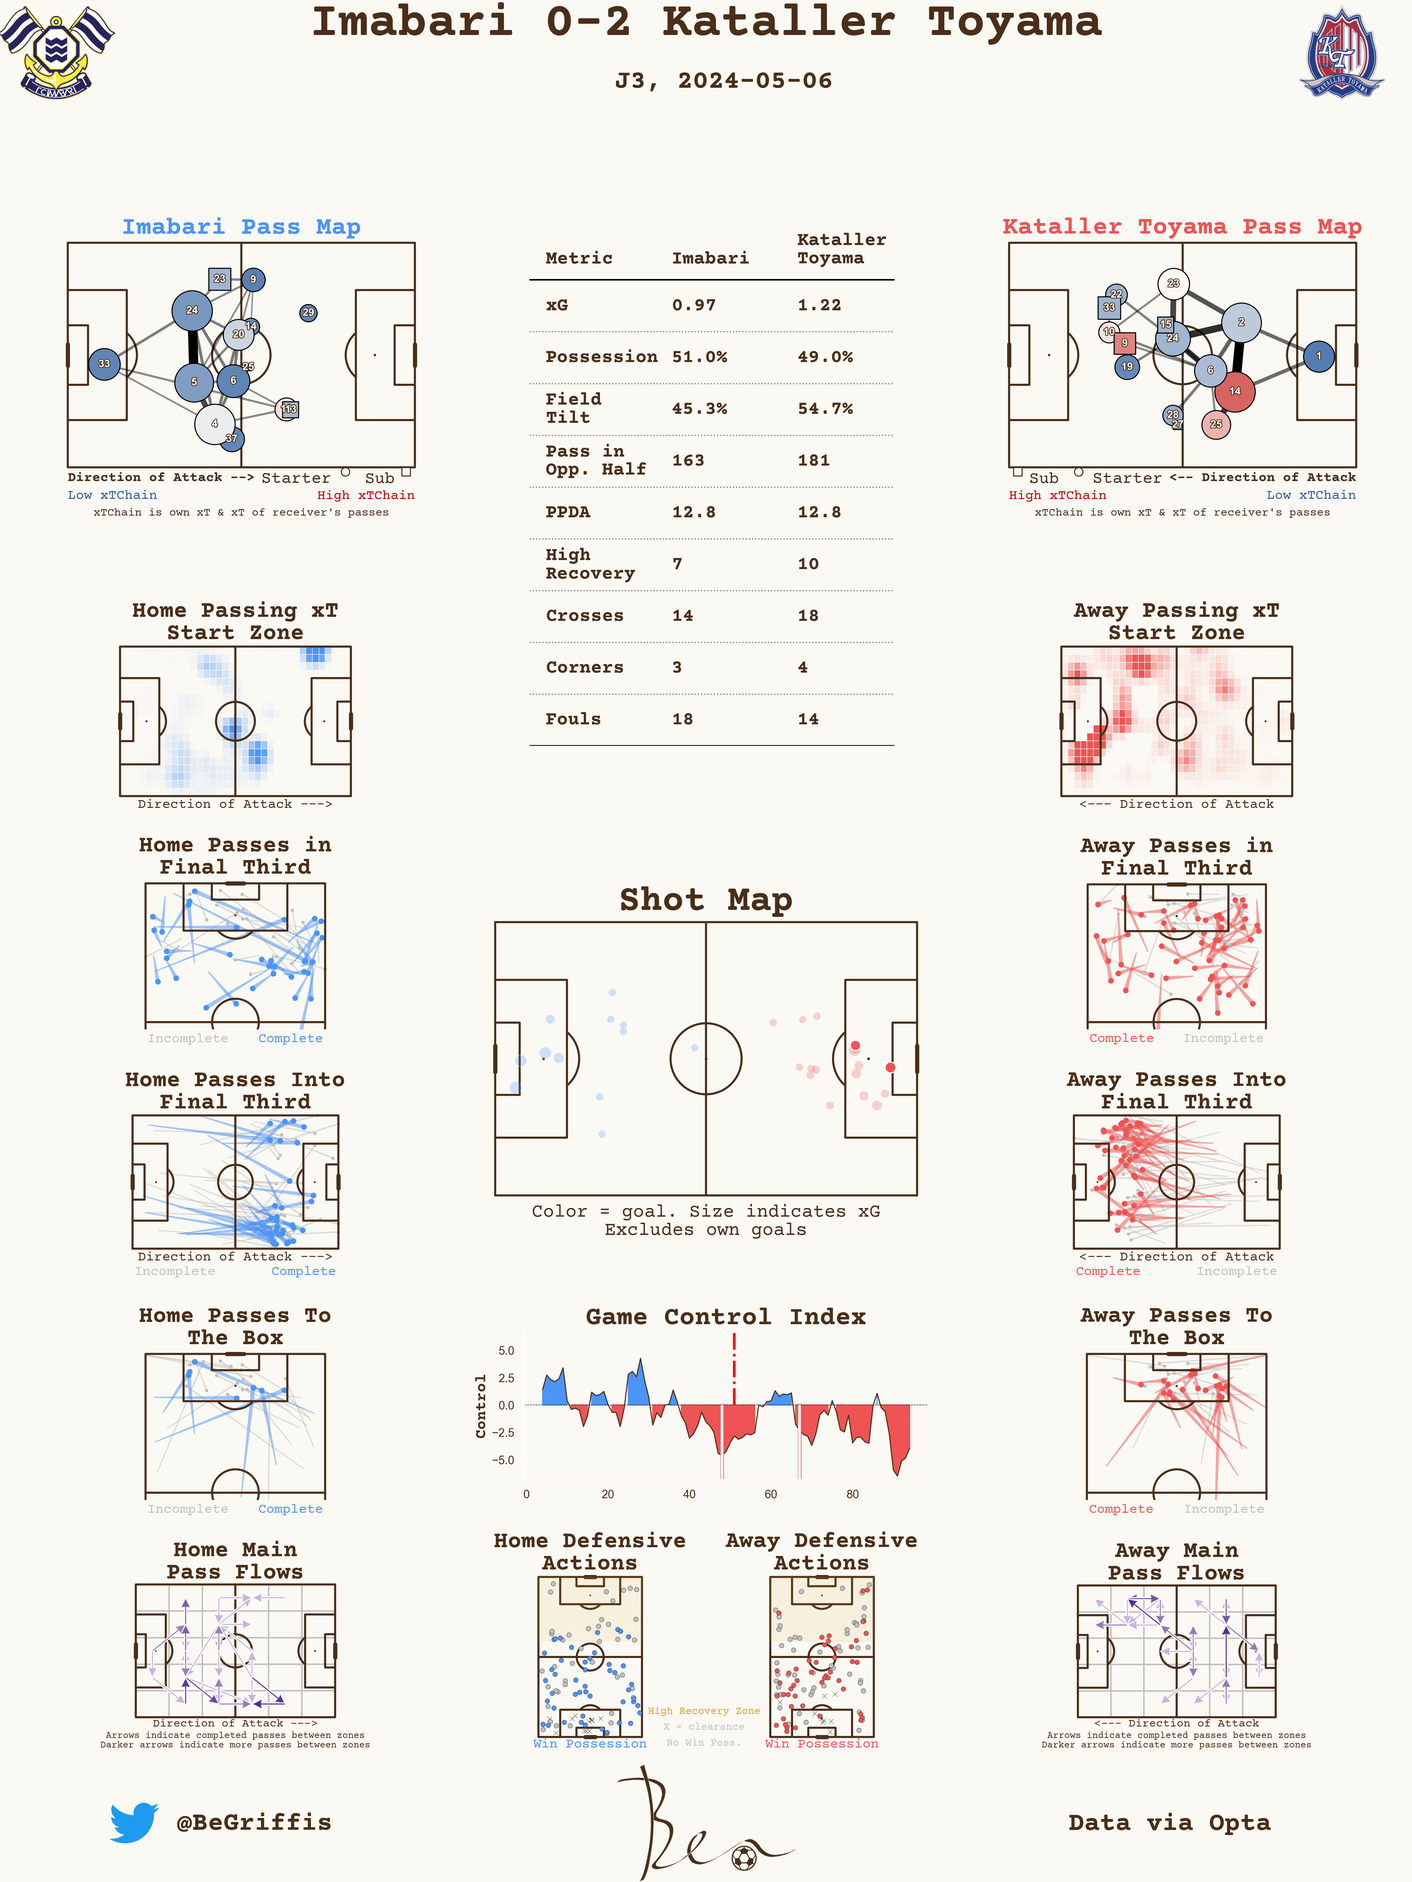 Imabari 0-2 Kataller Toyama
J3, 2024-05-06
FC IMABARI
KT
KATALLER TOYAMA
Imabari Pass Map
23
9
24
29
14
20
33
25
5
6
113
4
37
Direction of Attack --> Starter Sub
Low xTChain High xTChain
xTChain is own xT & xT of receiver's passes
Metric Imabari Kataller Toyama
xG 0.97 1.22
Possession 51.0% 49.0%
Field Tilt 45.3% 54.7%
Pass in Opp. Half 163 181
PPDA 12.8 12.8
High Recovery 7 10
Crosses 14 18
Corners 3 4
Fouls 18 14
Kataller Toyama Pass Map
23
22
33
15
2
10
24
9
1
19
6
14
28
27
25
Sub Starter <-- Direction of Attack
High xTChain Low xTChain
xTChain is own xT & xT of receiver's passes
Home Passing xT
Start Zone
Direction of Attack --->
Away Passing xT
Start Zone
<--- Direction of Attack
Home Passes in
Final Third
Incomplete Complete
Away Passes in
Final Third
Complete Incomplete
Shot Map
Color = goal. Size indicates xG
Excludes own goals
Home Passes Into
Final Third
Direction of Attack --->
Incomplete Complete
Away Passes Into
Final Third
<--- Direction of Attack
Complete Incomplete
Home Passes To
The Box
Incomplete Complete
Game Control Index
Control
5.0
2.5
0.0
−2.5
−5.0
0 20 40 60 80
Away Passes To
The Box
Complete Incomplete
Home Main
Pass Flows
Direction of Attack --->
Arrows indicate completed passes between zones
Darker arrows indicate more passes between zones
Home Defensive
Actions
Win Possession
Away Defensive
Actions
Win Possession
High Recovery Zone
X = clearance
No Win Poss.
Away Main
Pass Flows
<--- Direction of Attack
Arrows indicate completed passes between zones
Darker arrows indicate more passes between zones
@BeGriffis
Ben
Data via Opta